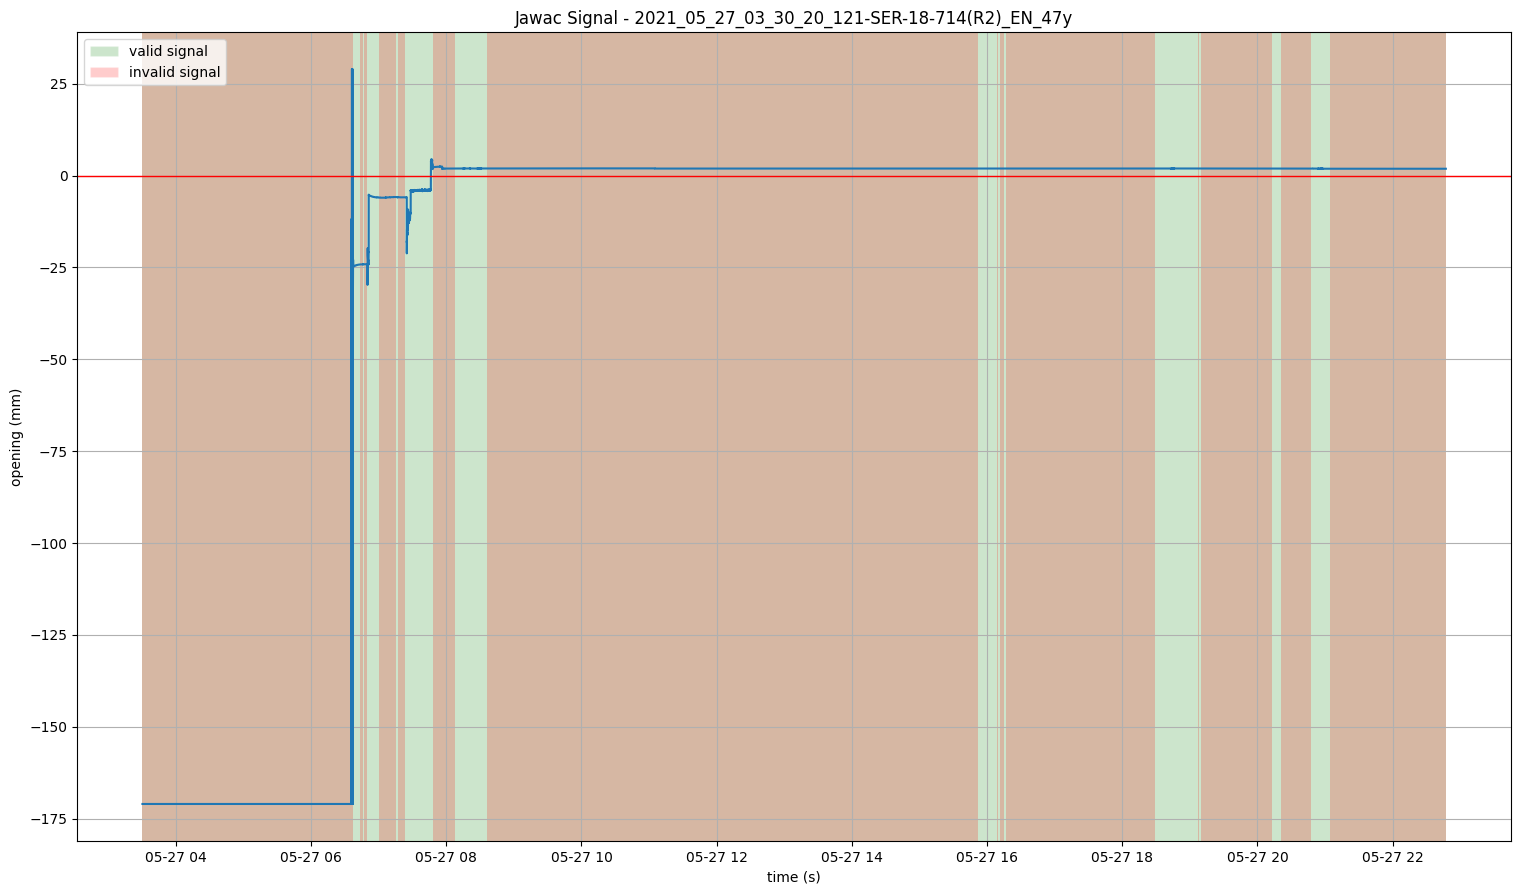 Jawac Signal - 2021_05_27_03_30_20_121-SER-18-714(R2)_EN_47y
valid signal
invalid signal
opening (mm)
25
0
−25
−50
−75
−100
−125
−150
−175
05-27 04 05-27 06 05-27 08 05-27 10 05-27 12 05-27 14 05-27 16 05-27 18 05-27 20 05-27 22
time (s)